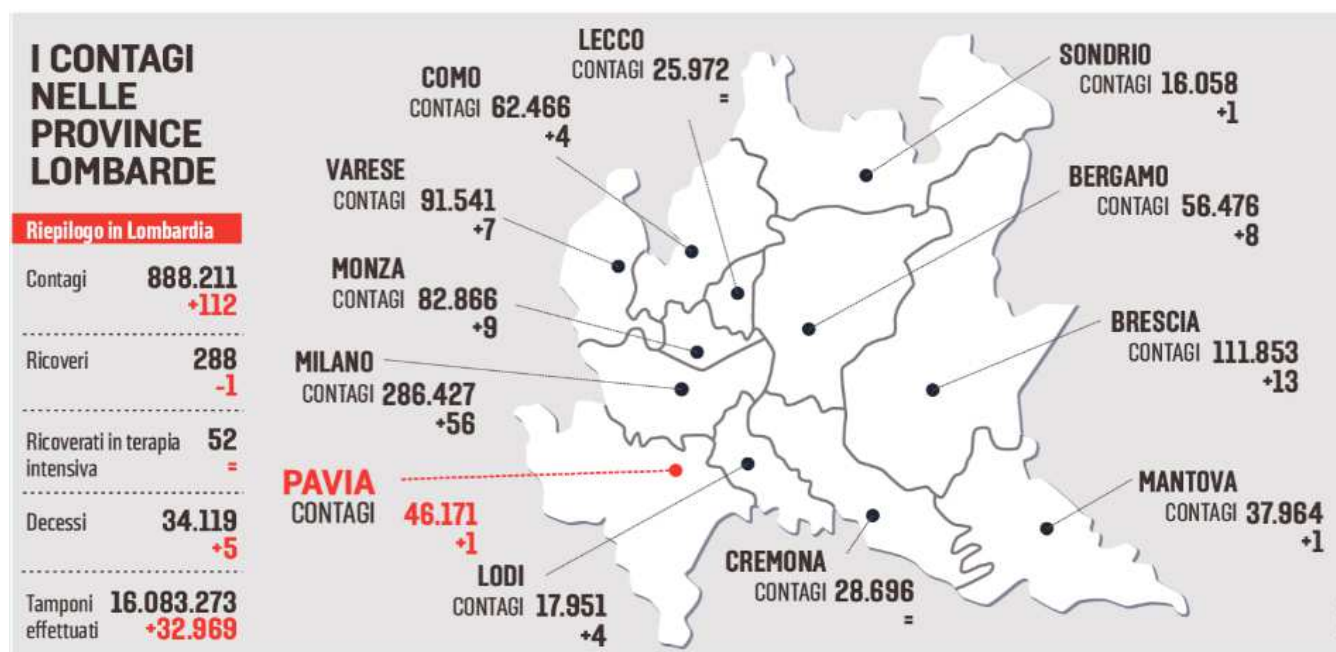 I CONTAGI
NELLE
PROVINCE
LOMBARDE
Riepilogo in Lombardia
Contagi 888.211
+112
Ricoveri 288
-1
Ricoverati in terapia 52
intensiva =
Decessi 34.119
+5
Tamponi 16.083.273
effettuati +32.969
LECCO
CONTAGI 25.972
=
COMO
CONTAGI 62.466
+4
VARESE
CONTAGI 91.541
+7
MONZA
CONTAGI 82.866
+9
MILANO
CONTAGI 286.427
+56
PAVIA
CONTAGI 46.171
+1
LODI
CONTAGI 17.951
+4
CREMONA
CONTAGI 28.696
=
SONDRIO
CONTAGI 16.058
+1
BERGAMO
CONTAGI 56.476
+8
BRESCIA
CONTAGI 111.853
+13
MANTOVA
CONTAGI 37.964
+1